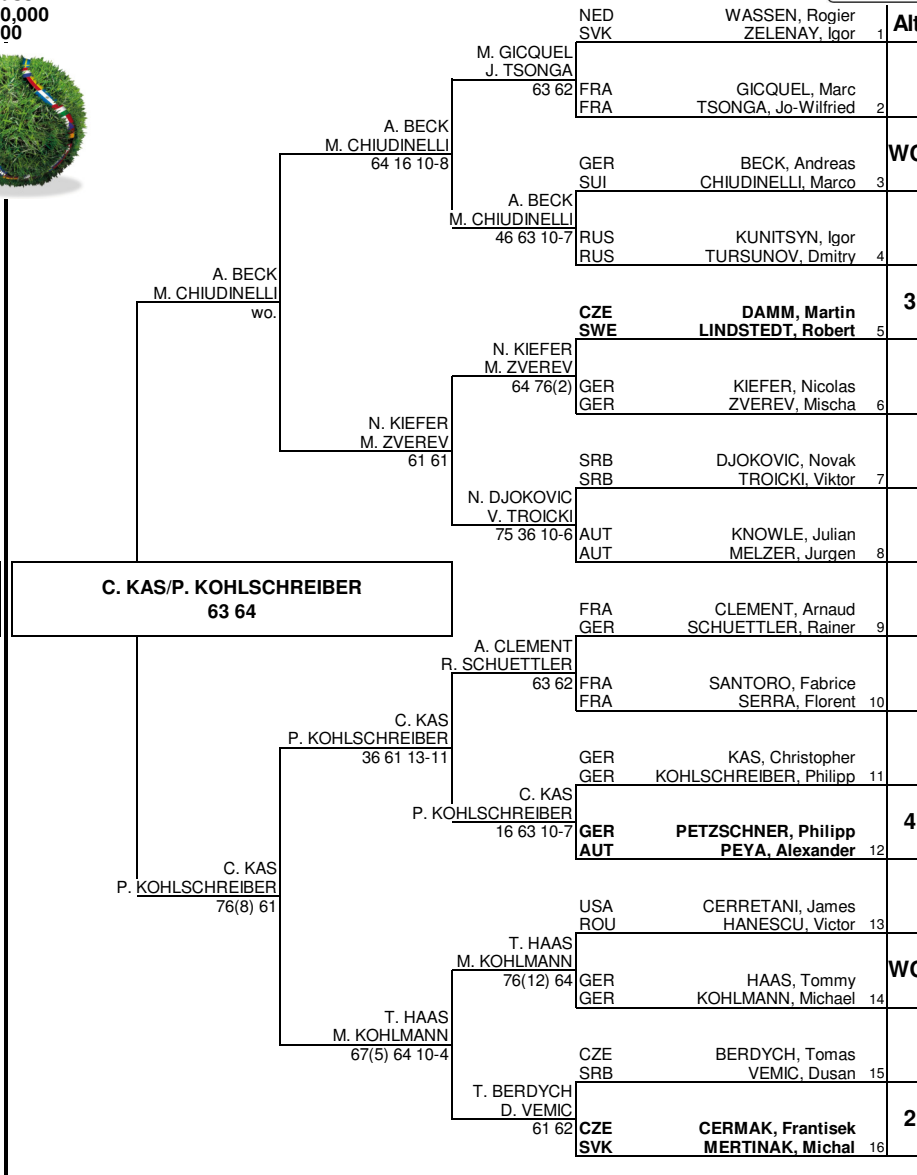 0,000
00
NED WASSEN, Rogier
SVK ZELENAY, Igor 1
M. GICQUEL
J. TSONGA
63 62
FRA GICQUEL, Marc
FRA TSONGA, Jo-Wilfried 2
A. BECK
M. CHIUDINELLI
64 16 10-8
GER BECK, Andreas
SUI CHIUDINELLI, Marco 3
A. BECK
M. CHIUDINELLI
46 63 10-7
RUS KUNITSYN, Igor
RUS TURSUNOV, Dmitry 4
A. BECK
M. CHIUDINELLI
wo.
CZE DAMM, Martin
SWE LINDSTEDT, Robert 5
3
N. KIEFER
M. ZVEREV
64 76(2)
GER KIEFER, Nicolas
GER ZVEREV, Mischa 6
N. KIEFER
M. ZVEREV
61 61
SRB DJOKOVIC, Novak
SRB TROICKI, Viktor 7
N. DJOKOVIC
V. TROICKI
75 36 10-6
AUT KNOWLE, Julian
AUT MELZER, Jurgen 8
C. KAS/P. KOHLSCHREIBER
63 64
FRA CLEMENT, Arnaud
GER SCHUETTLER, Rainer 9
A. CLEMENT
R. SCHUETTLER
63 62
FRA SANTORO, Fabrice
FRA SERRA, Florent 10
C. KAS
P. KOHLSCHREIBER
36 61 13-11
GER KAS, Christopher
GER KOHLSCHREIBER, Philipp 11
C. KAS
P. KOHLSCHREIBER
16 63 10-7
GER PETZSCHNER, Philipp
AUT PEYA, Alexander 12
4
C. KAS
P. KOHLSCHREIBER
76(8) 61
USA CERRETANI, James
ROU HANESCU, Victor 13
T. HAAS
M. KOHLMANN
76(12) 64
GER HAAS, Tommy
GER KOHLMANN, Michael 14
T. HAAS
M. KOHLMANN
67(5) 64 10-4
CZE BERDYCH, Tomas
SRB VEMIC, Dusan 15
T. BERDYCH
D. VEMIC
61 62
CZE CERMAK, Frantisek
SVK MERTINAK, Michal 16
2